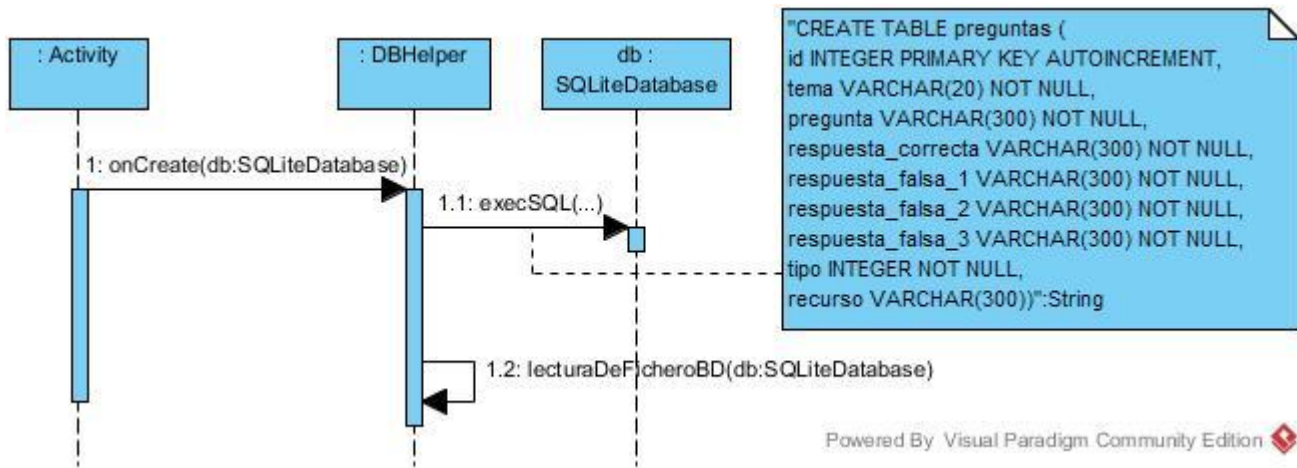 : Activity
: DBHelper
db :
SQLiteDatabase
"CREATE TABLE preguntas (
id INTEGER PRIMARY KEY AUTOINCREMENT,
tema VARCHAR(20) NOT NULL,
pregunta VARCHAR(300) NOT NULL,
respuesta_correcta VARCHAR(300) NOT NULL,
respuesta_falsa_1 VARCHAR(300) NOT NULL,
respuesta_falsa_2 VARCHAR(300) NOT NULL,
respuesta_falsa_3 VARCHAR(300) NOT NULL,
tipo INTEGER NOT NULL,
recurso VARCHAR(300))":String
1: onCreate(db:SQLiteDatabase)
1.1: execSQL(...)
1.2: lecturaDeFicheroBD(db:SQLiteDatabase)
Powered By Visual Paradigm Community Edition